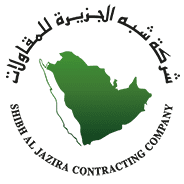 شركة شبه الجزيرة للمقاولات
SHIBH AL JAZIRA CONTRACTING COMPANY